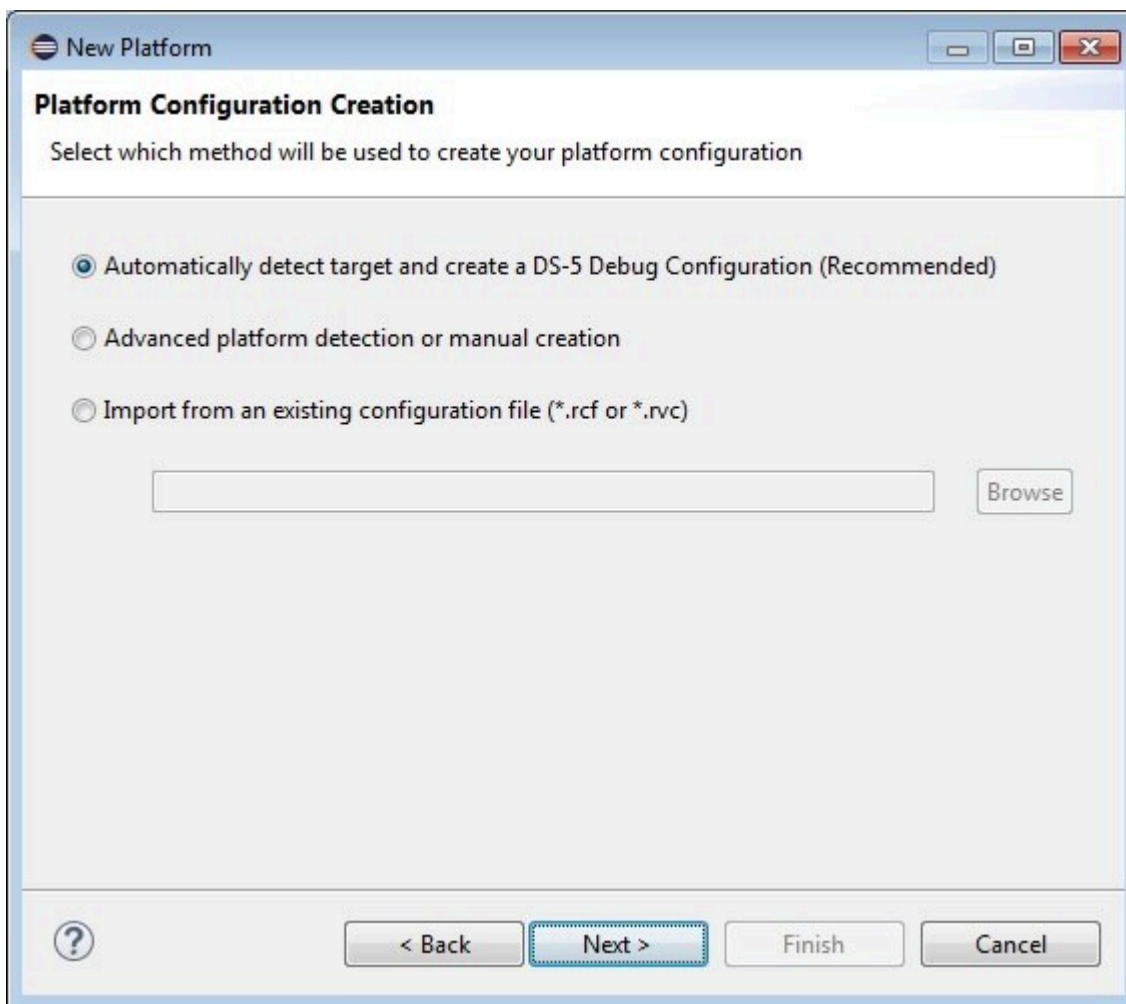 New Platform
Platform Configuration Creation
Select which method will be used to create your platform configuration
Automatically detect target and create a DS-5 Debug Configuration (Recommended)
Advanced platform detection or manual creation
Import from an existing configuration file (*.rcf or *.rvc)
Browse
?
< Back Next > Finish Cancel